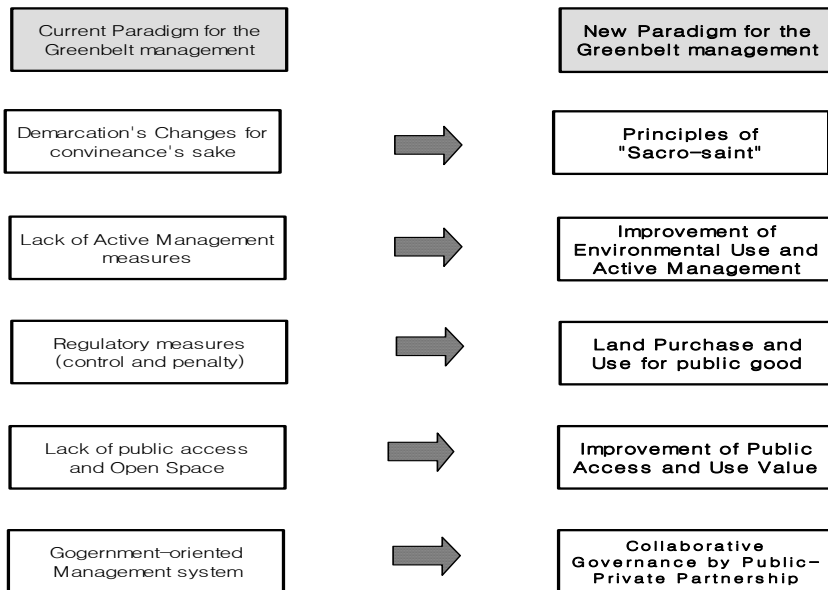 Current Paradigm for the
Greenbelt management
New Paradigm for the
Greenbelt management
Demarcation's Changes for
convineance's sake
Principles of
"Sacro-saint"
Lack of Active Management
measures
Improvement of
Environmental Use and
Active Management
Regulatory measures
(control and penalty)
Land Purchase and
Use for public good
Lack of public access
and Open Space
Improvement of Public
Access and Use Value
Gogernment-oriented
Management system
Collaborative
Governance by Public-
Private Partnership